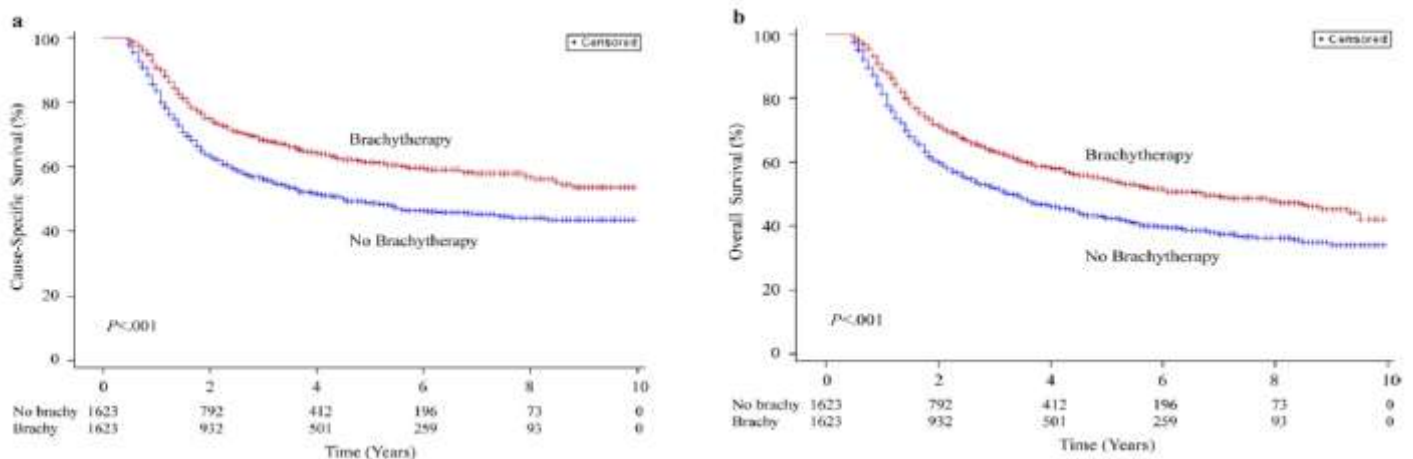 a
Cause-Specific Survival (%)
100
80
60
40
20
0
+ Censored
Brachytherapy
No Brachytherapy
P<.001
0 2 4 6 8 10
No brachy 1623 792 412 196 73 0
Brachy 1623 932 501 259 93 0
Time (Years)
b
Overall Survival (%)
100
80
60
40
20
0
+ Censored
Brachytherapy
No Brachytherapy
P<.001
0 2 4 6 8 10
No brachy 1623 792 412 196 73 0
Brachy 1623 932 501 259 93 0
Time (Years)